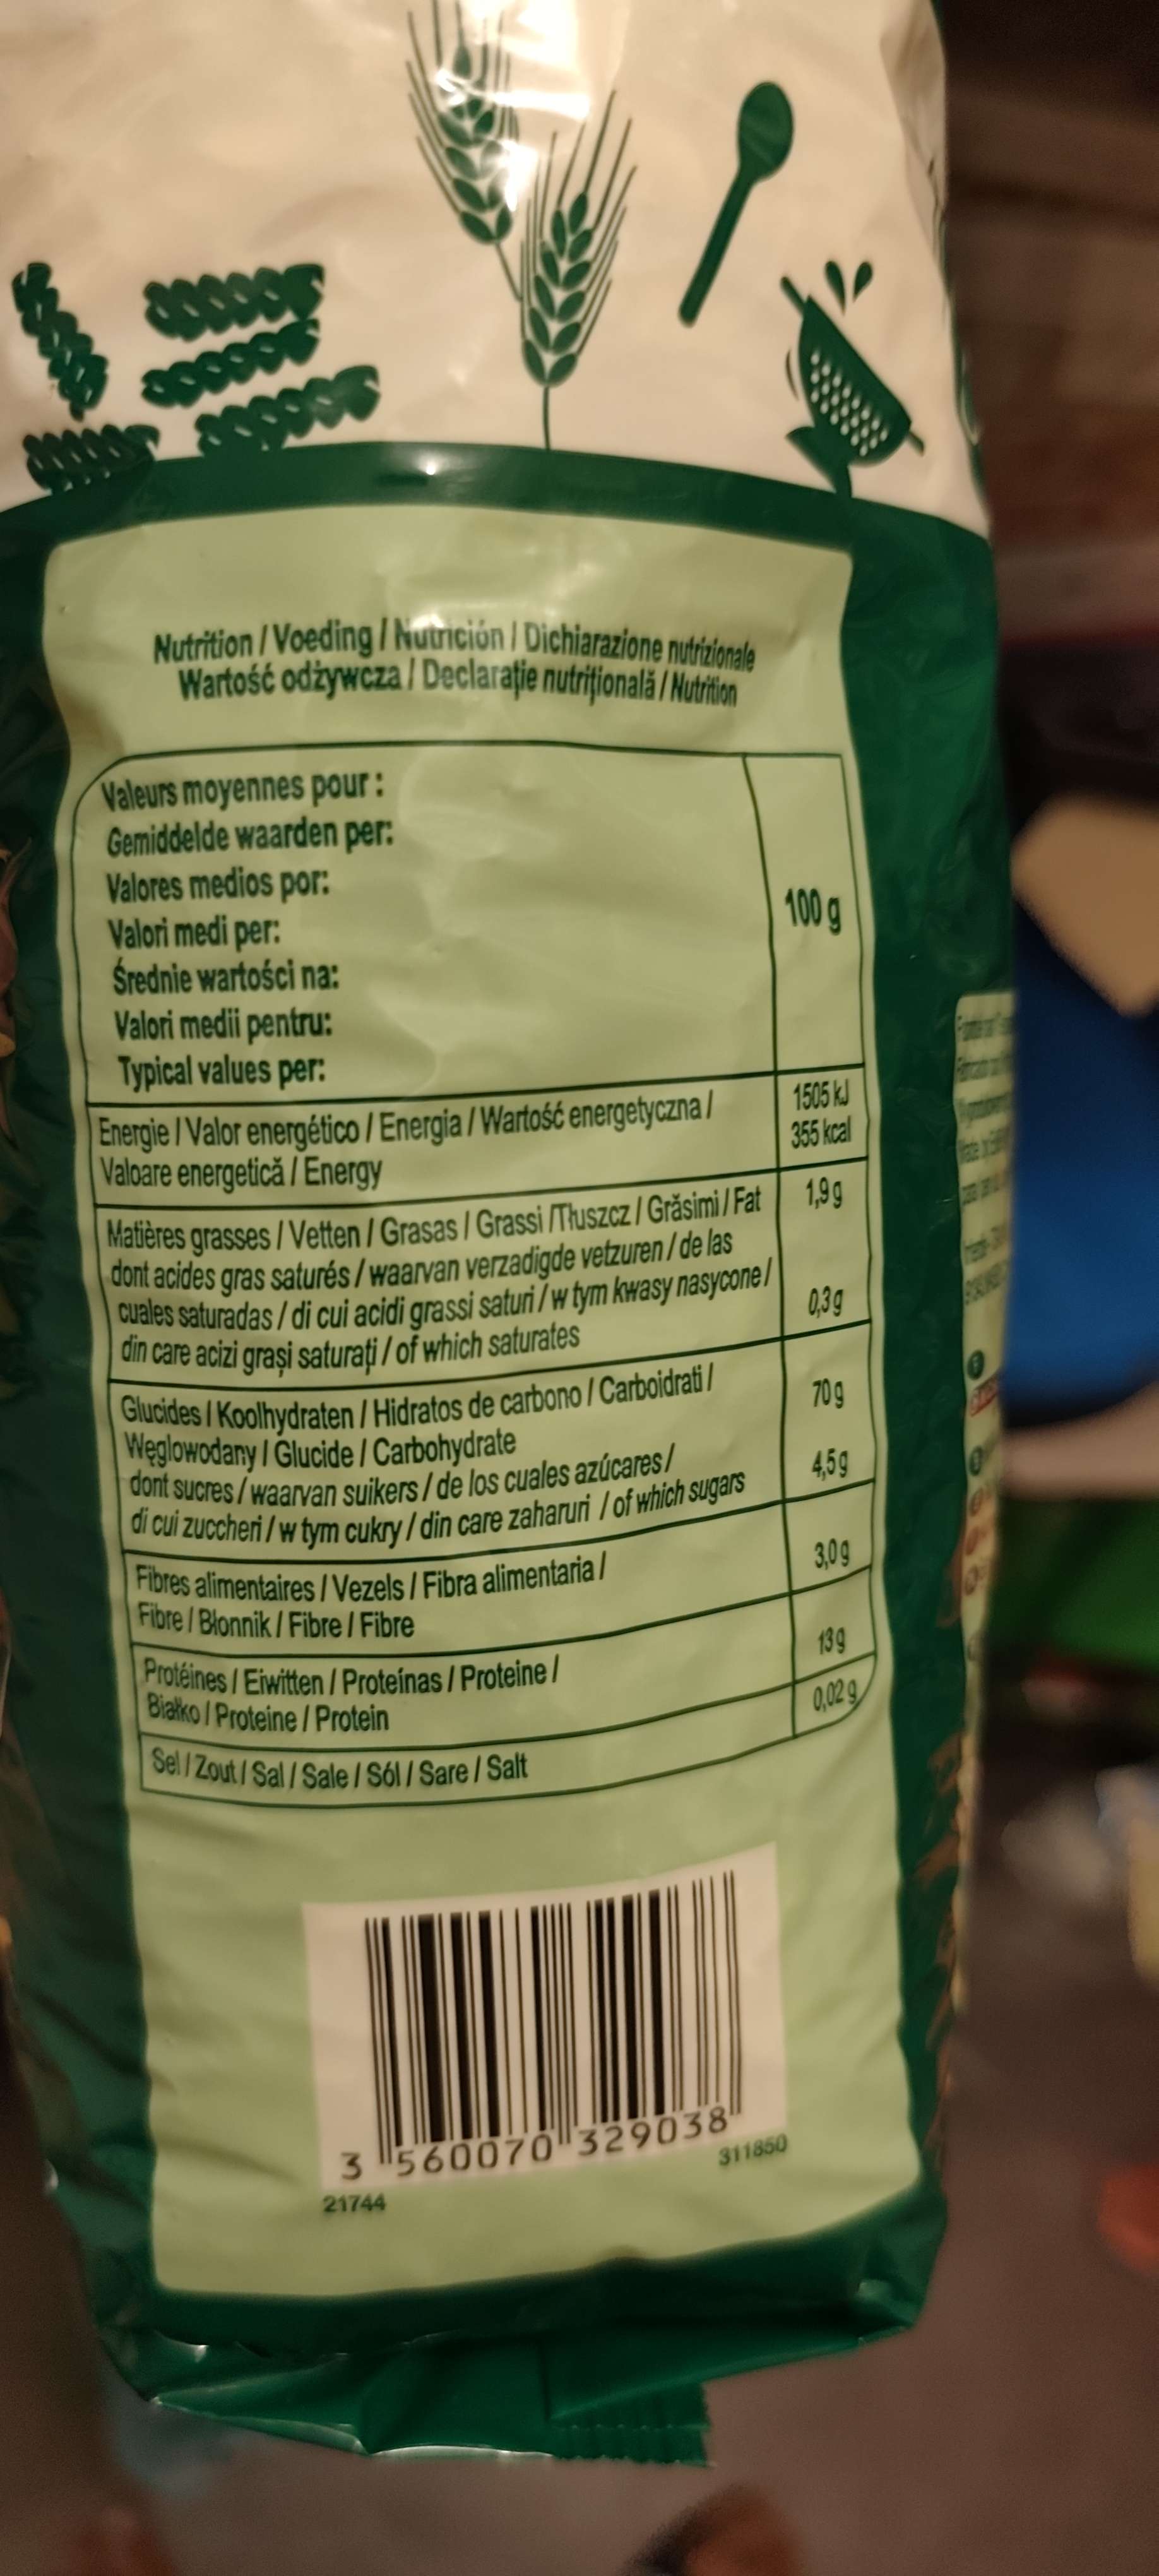 Nutrition / Voeding / Nutrición / Dichiarazione nutrizionale
Wartość odżywcza / Declarație nutrițională / Nutrition
Valeurs moyennes pour :
Gemiddelde waarden per:
Valores medios por:
Valori medi per:
Średnie wartości na:
Valori medii pentru:
Typical values per:
100 g
Energie / Valor energético / Energia / Wartość energetyczna /
Valoare energetică / Energy
1505 kJ
355 kcal
Matières grasses / Vetten / Grasas / Grassi /Tłuszcz / Grăsimi / Fat
1,9 g
dont acides gras saturés / waarvan verzadigde vetzuren / de las
cuales saturadas / di cui acidi grassi saturi / w tym kwasy nasycone /
din care acizi grași saturați / of which saturates
0,3 g
Glucides / Koolhydraten / Hidratos de carbono / Carboidrati /
Węglowodany / Glucide / Carbohydrate
70 g
dont sucres / waarvan suikers / de los cuales azúcares /
di cui zuccheri / w tym cukry / din care zaharuri / of which sugars
4,5 g
Fibres alimentaires / Vezels / Fibra alimentaria /
Fibre / Błonnik / Fibre / Fibre
3,0 g
Protéines / Eiwitten / Proteínas / Proteine /
Białko / Proteine / Protein
13 g
Sel / Zout / Sal / Sale / Sól / Sare / Salt
0,02 g
3 560070 329038
21744
311850